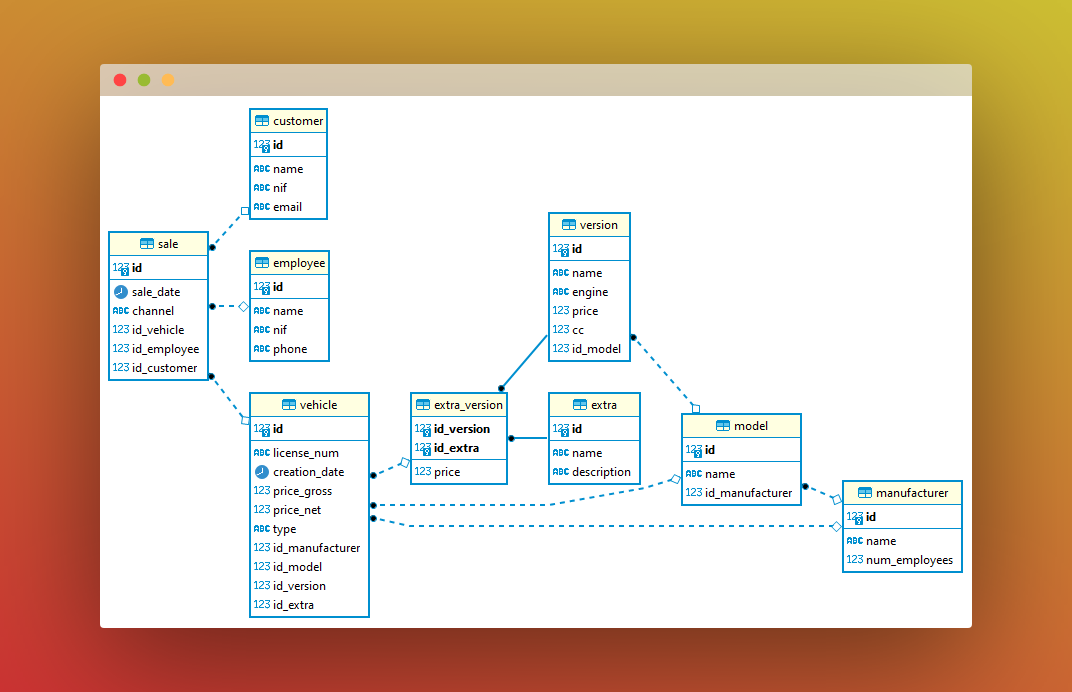 customer
123 id
ABC name
ABC nif
ABC email
sale
123 id
sale_date
ABC channel
123 id_vehicle
123 id_employee
123 id_customer
employee
123 id
ABC name
ABC nif
ABC phone
vehicle
123 id
ABC license_num
creation_date
123 price_gross
123 price_net
ABC type
123 id_manufacturer
123 id_model
123 id_version
123 id_extra
version
123 id
ABC name
ABC engine
123 price
123 cc
123 id_model
extra_version
123 id_version
123 id_extra
123 price
extra
123 id
ABC name
ABC description
model
123 id
ABC name
123 id_manufacturer
manufacturer
123 id
ABC name
123 num_employees